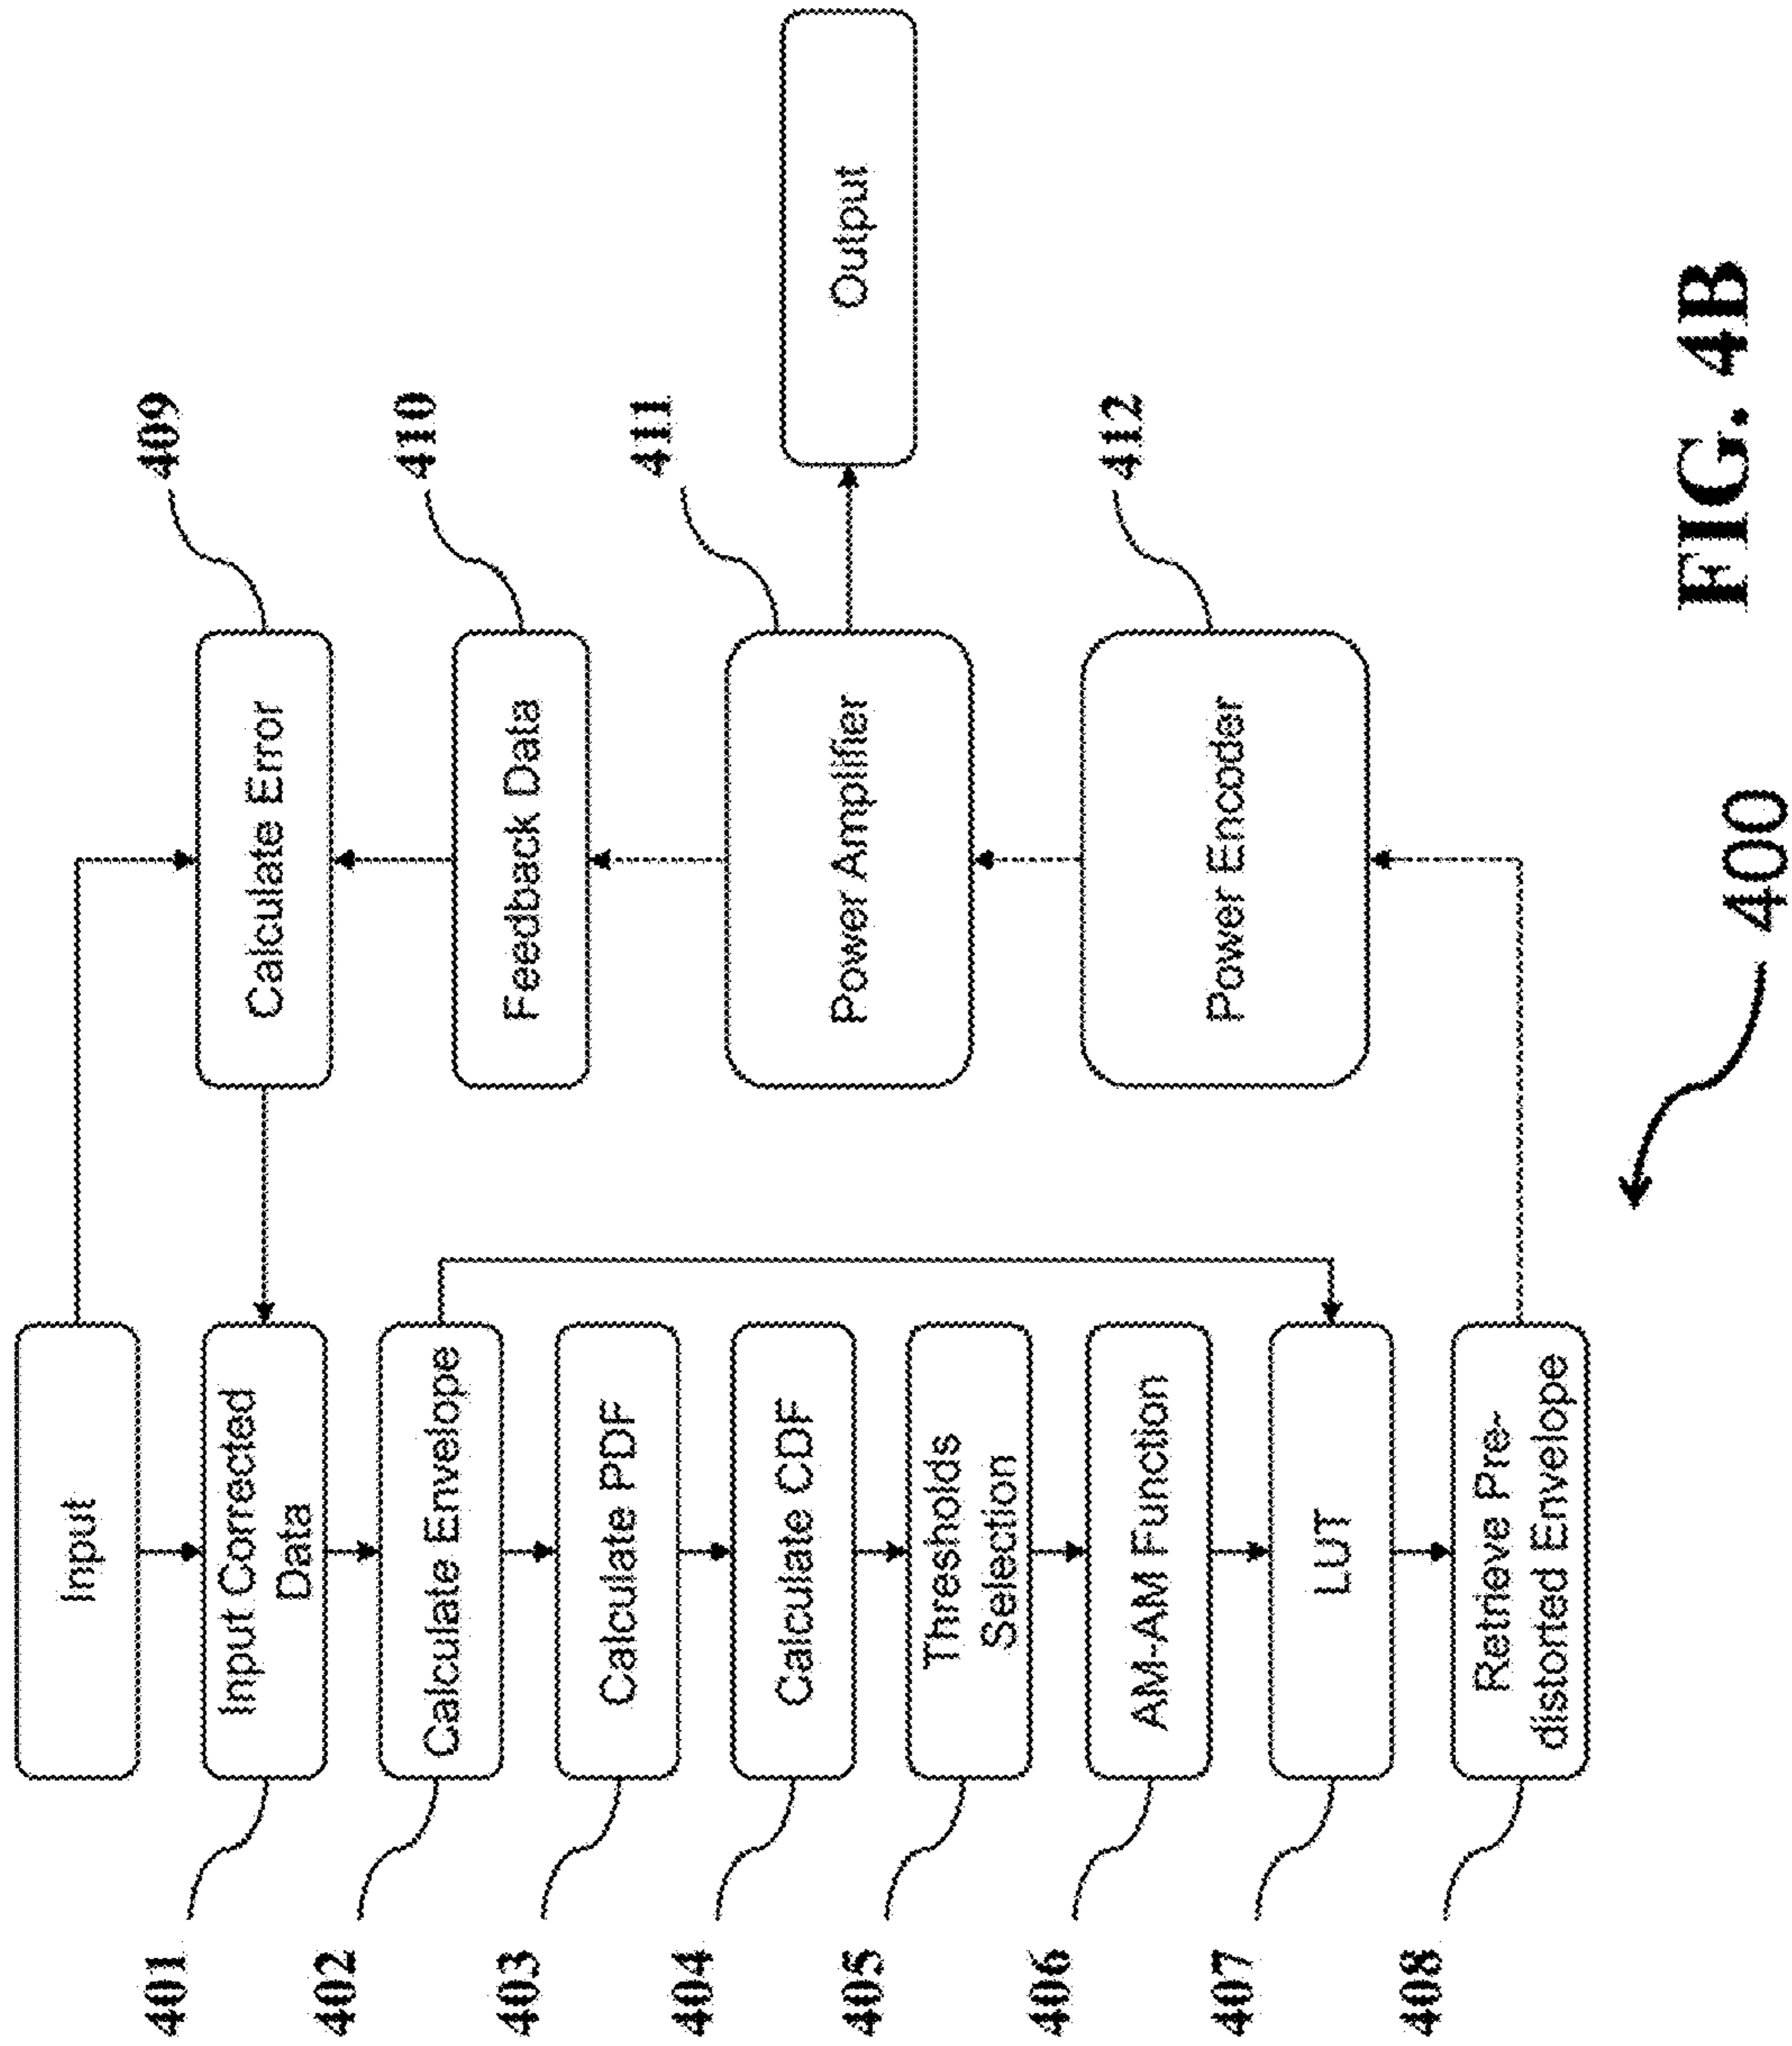 Input
Input Corrected
Data
Calculate Envelope
Calculate PDF
Calculate CDF
Thresholds
Selection
AM-AM Function
LUT
Retrieve Pre-
distorted Envelope
401
402
403
404
405
406
407
408
Calculate Error
Feedback Data
Power Amplifier
Power Encoder
409
410
411
412
Output
400
FIG. 4B